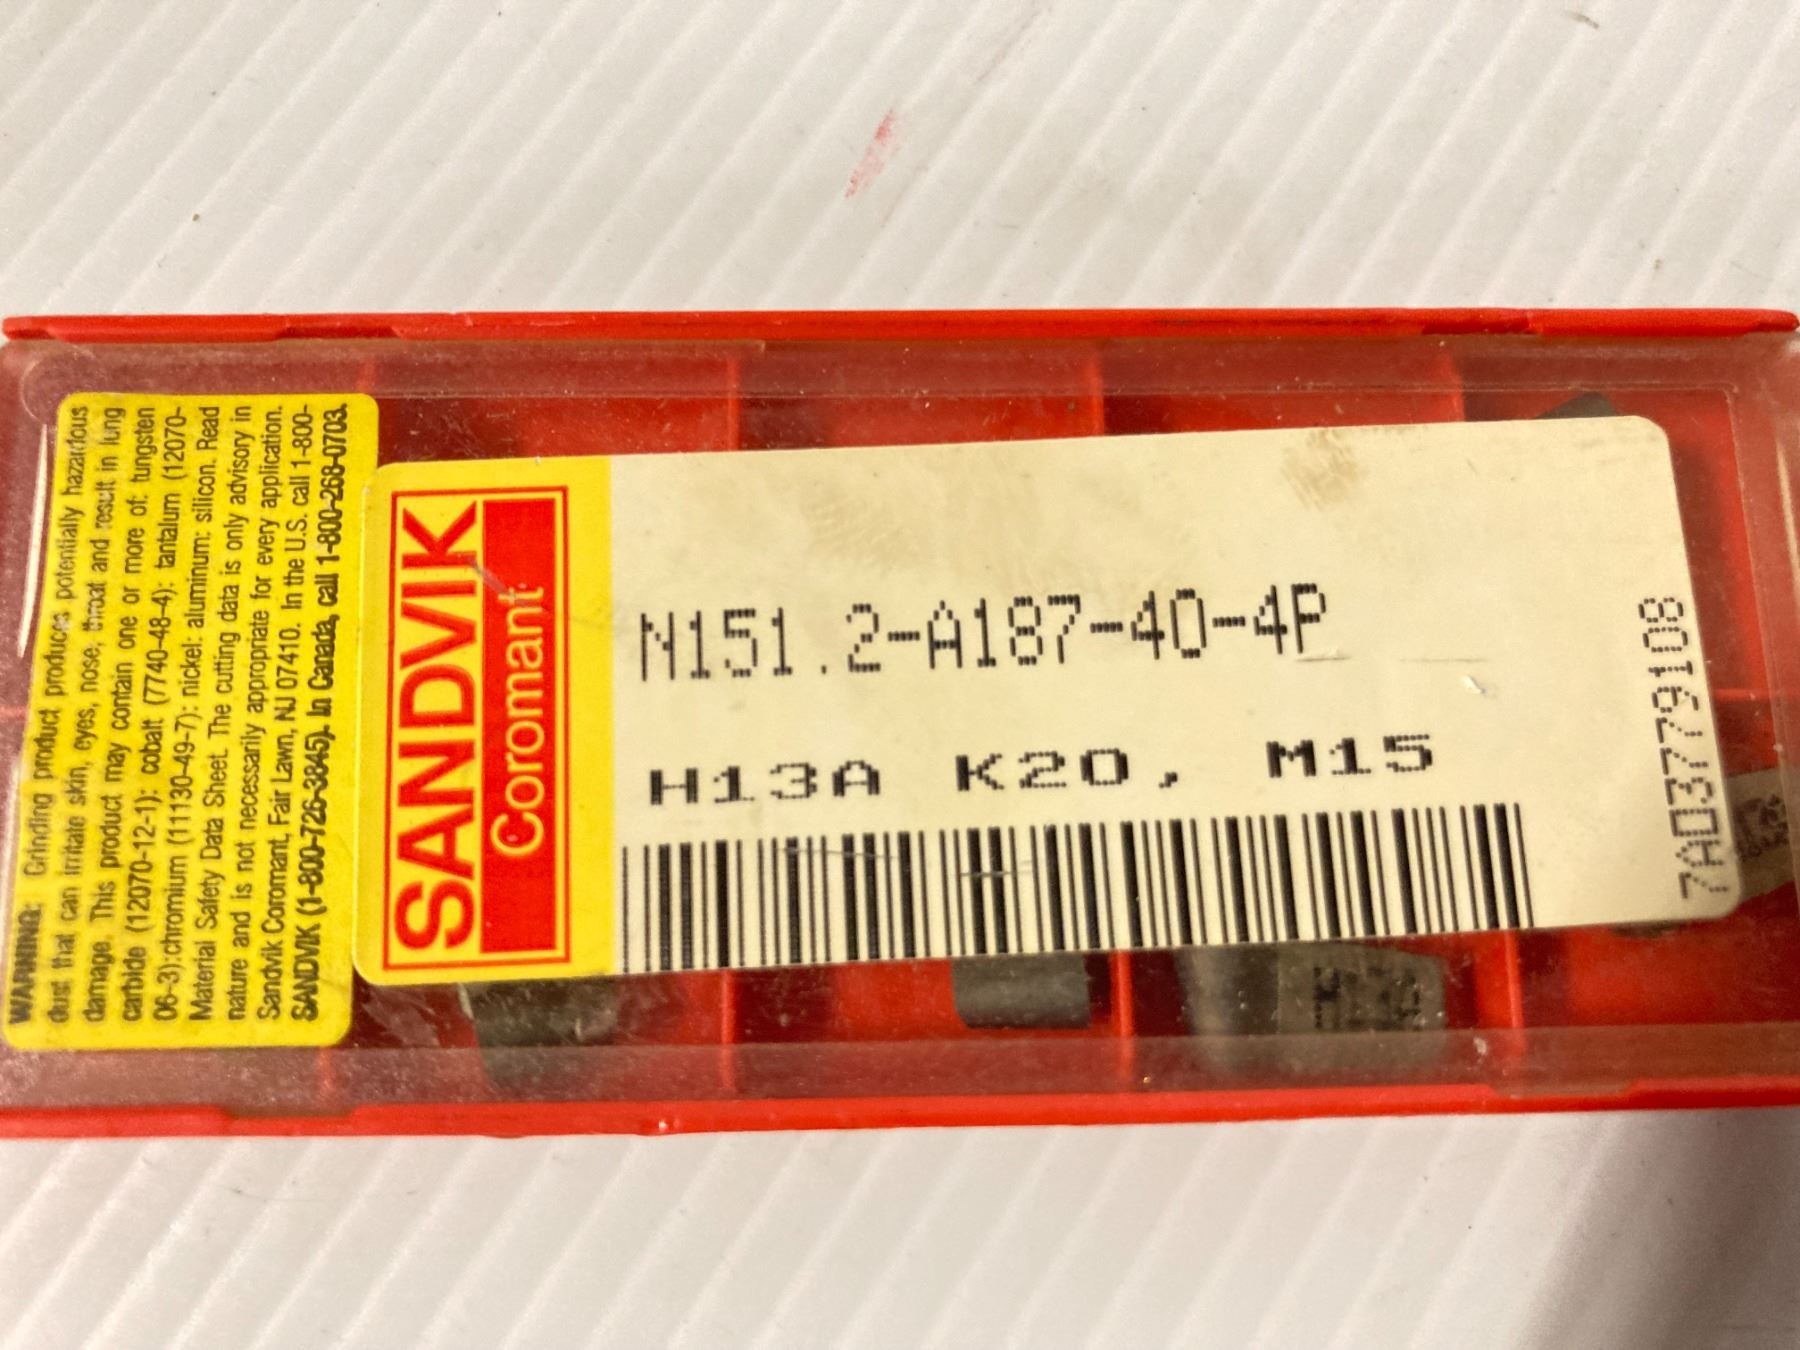 WARNING: Grinding product produces potentially hazardous
dust that can irritate skin, eyes, nose, throat and result in lung
damage. This product may contain one or more of: tungsten
carbide (12070-12-1): cobalt (7740-48-4): tantalum (12070-
06-3):chromium (11130-49-7): nickel: aluminum: silicon. Read
Material Safety Data Sheet. The cutting data is only advisory in
nature and is not necessarily appropriate for every application.
Sandvik Coromant, Fair Lawn, NJ 07410. In the U.S. call 1-800-
SANDVIK (1-800-726-3845). In Canada, call 1-800-268-0703.
SANDVIK
Coromant
N151.2-A187-40-4P
H13A K20, M15
7A03779108